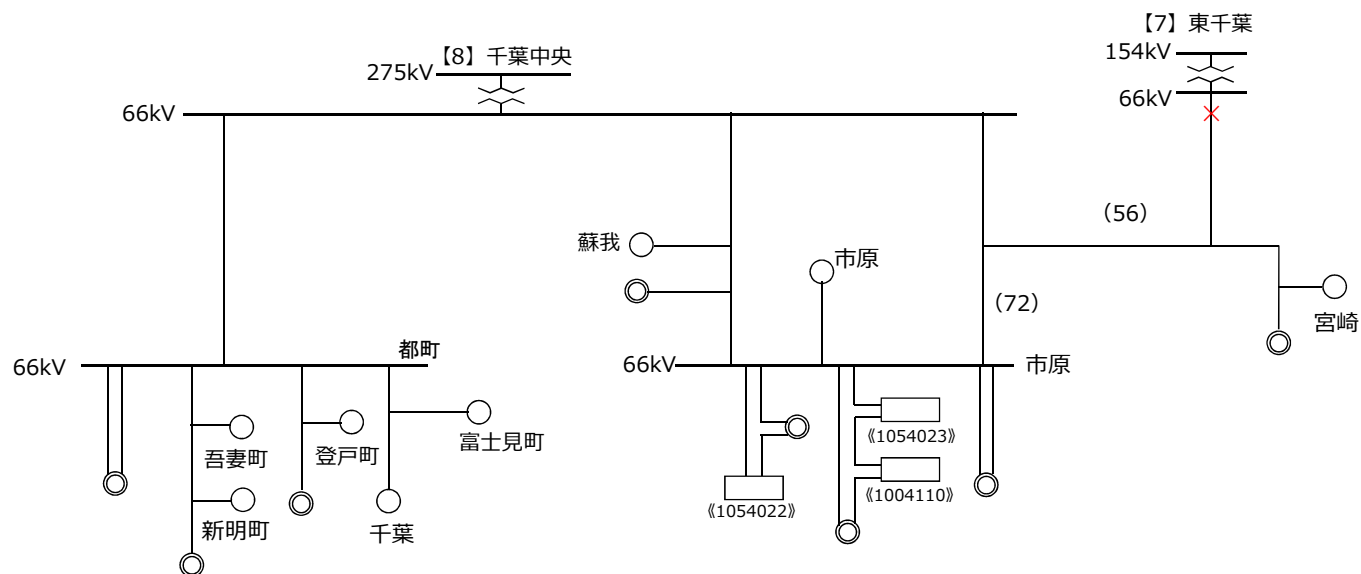 【7】東千葉
154kV
66kV
【8】千葉中央
275kV
66kV
（56）
蘇我
市原
（72）
宮崎
66kV
都町
66kV
市原
吾妻町
登戸町
富士見町
《1054023》
新明町
千葉
《1054022》
《1004110》